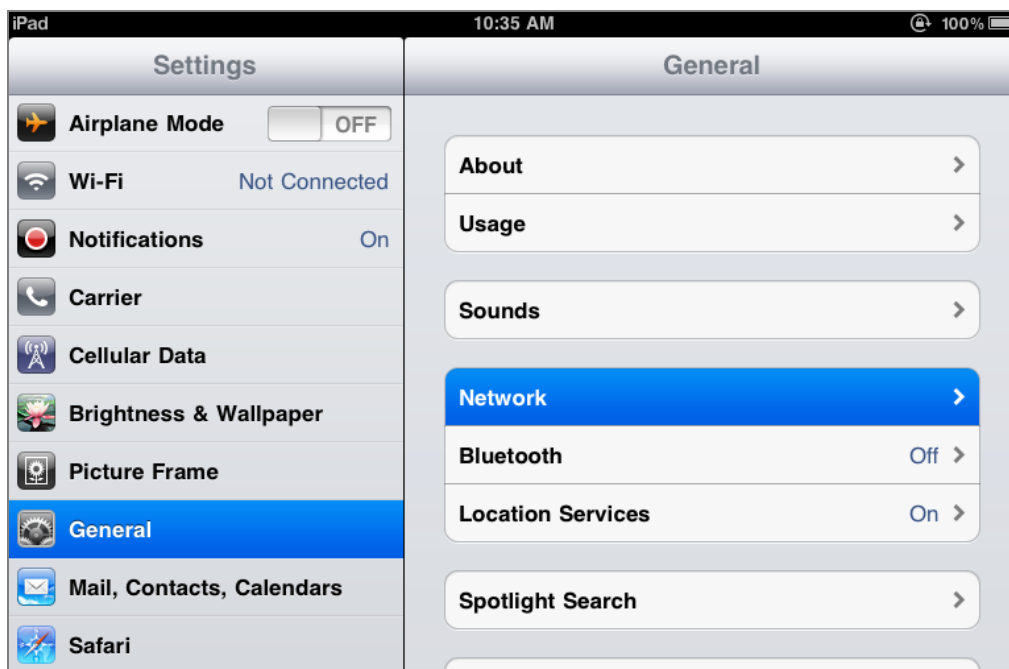 iPad 10:35 AM 100%
Settings
Airplane Mode OFF
Wi-Fi Not Connected
Notifications On
Carrier
Cellular Data
Brightness & Wallpaper
Picture Frame
General
Mail, Contacts, Calendars
Safari
General
About
Usage
Sounds
Network
Bluetooth Off
Location Services On
Spotlight Search